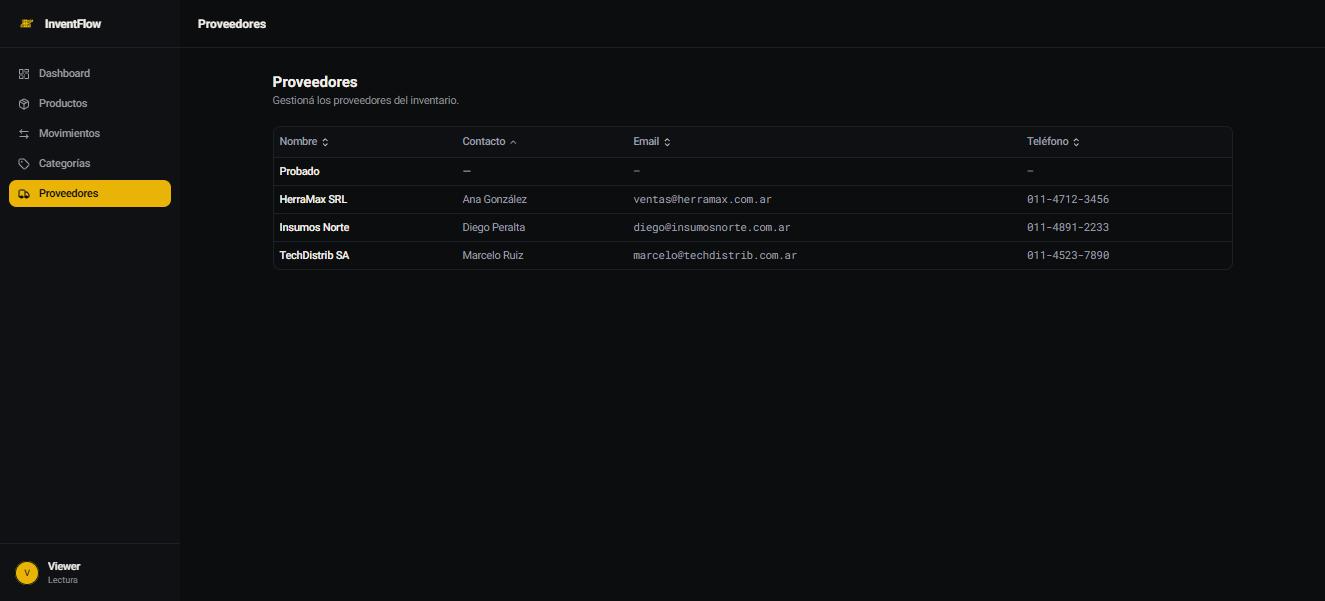 InventFlow
Proveedores
Dashboard
Productos
Movimientos
Categorías
Proveedores
Proveedores
Gestioná los proveedores del inventario.
Nombre Contacto Email Teléfono
Probado — — —
HerraMax SRL Ana González ventas@herramax.com.ar 011-4712-3456
Insumos Norte Diego Peralta diego@insumosnorte.com.ar 011-4891-2233
TechDistrib SA Marcelo Ruiz marcelo@techdistrib.com.ar 011-4523-7890
V
Viewer
Lectura